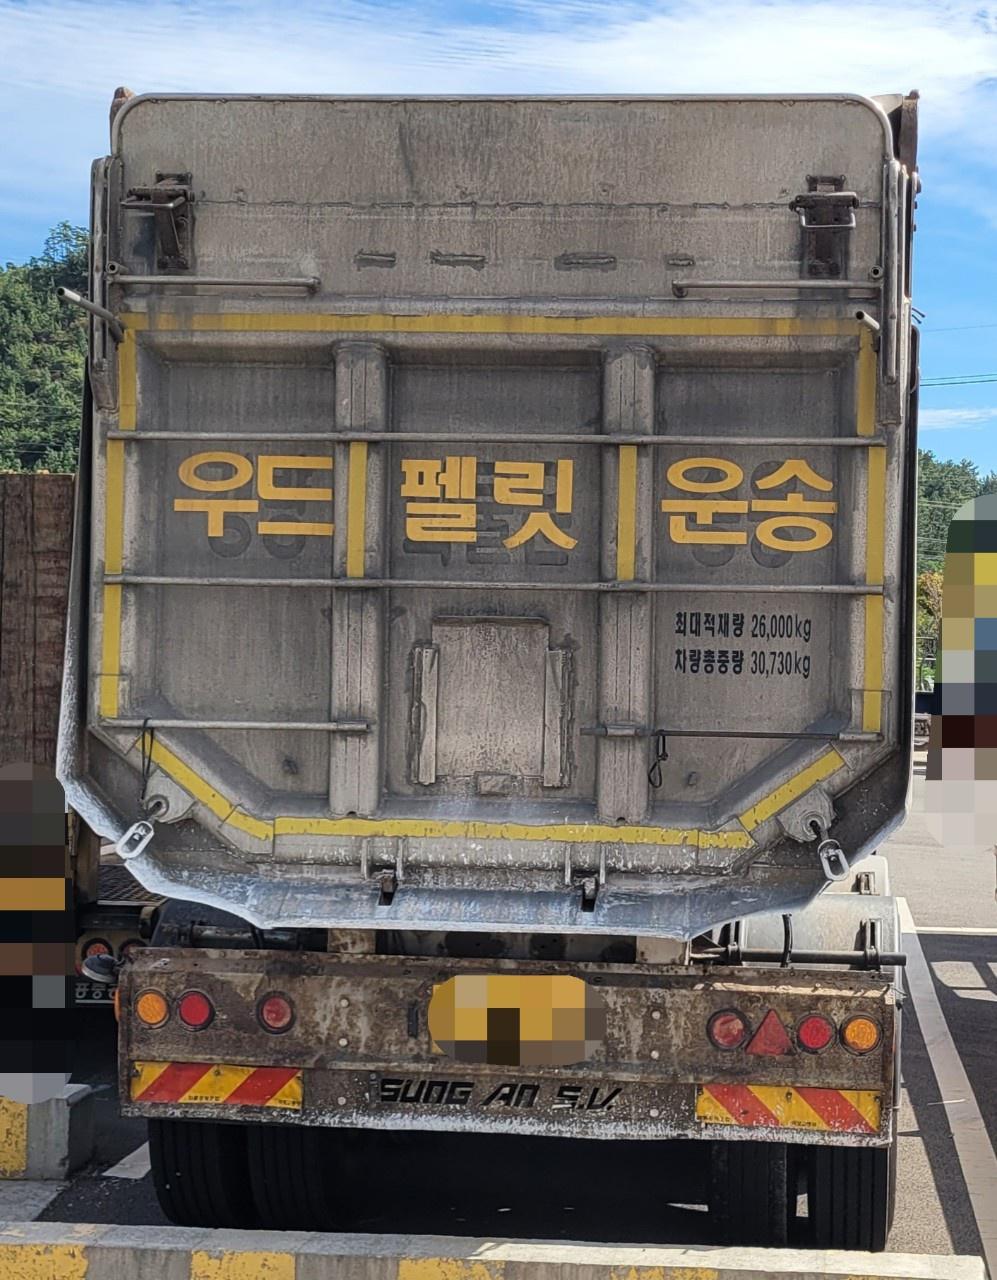 우드 펠릿 운송
최대적재량 26,000kg
차량총중량 30,730kg
SUNG AN S.V.